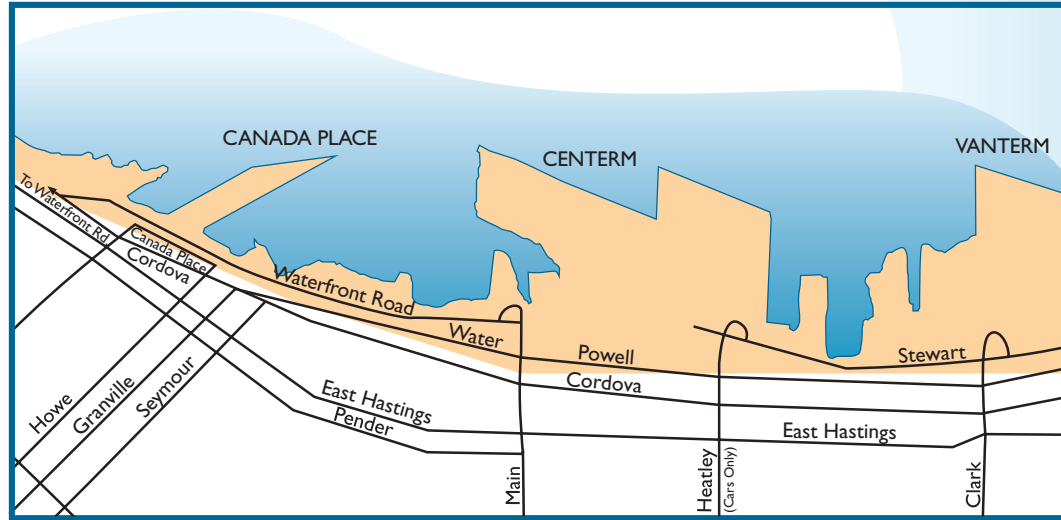 CANADA PLACE
CENTERM
VANTERM
To Waterfront Rd
Canada Place
Cordova
Waterfront Road
Water
Powell
Stewart
Cordova
East Hastings
Pender
East Hastings
Howe
Granville
Seymour
Main
Heatley
(Cars Only)
Clark